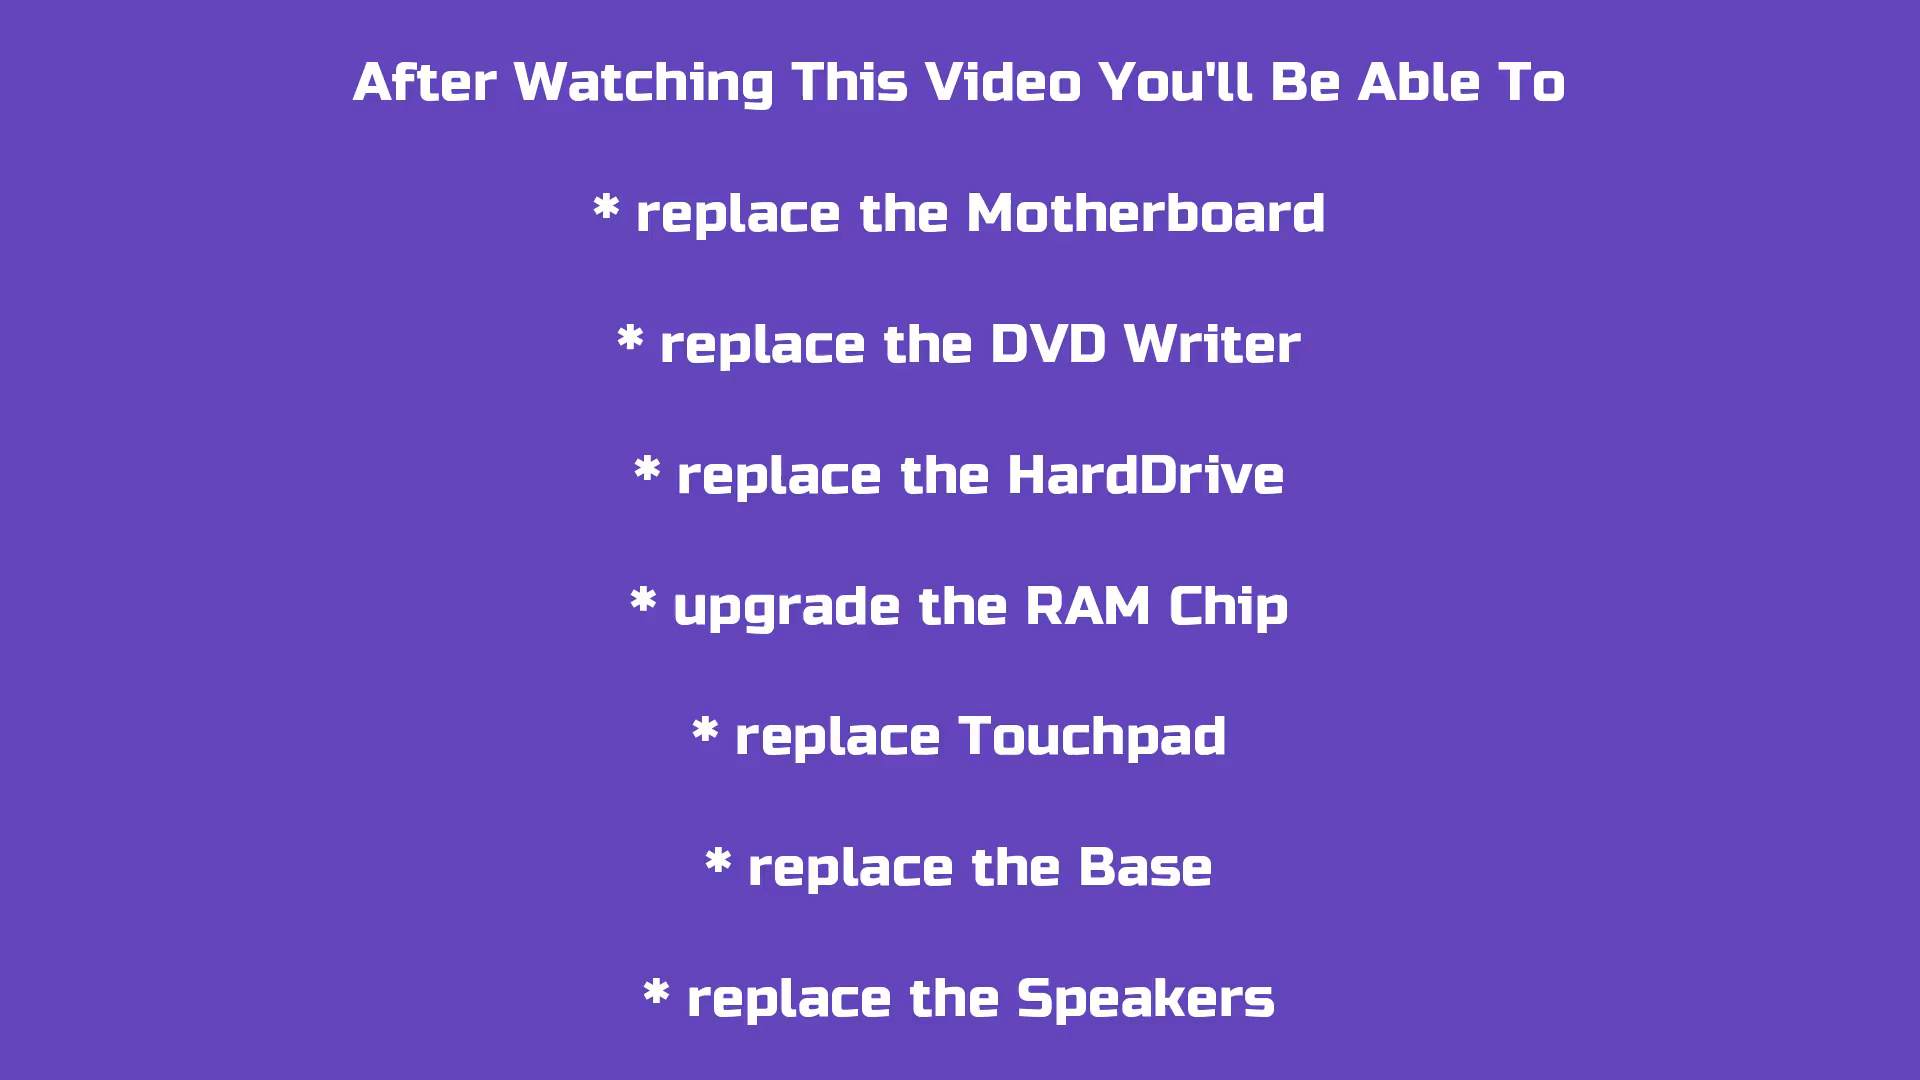 After Watching This Video You'll Be Able To
* replace the Motherboard
* replace the DVD Writer
* replace the HardDrive
* upgrade the RAM Chip
* replace Touchpad
* replace the Base
* replace the Speakers